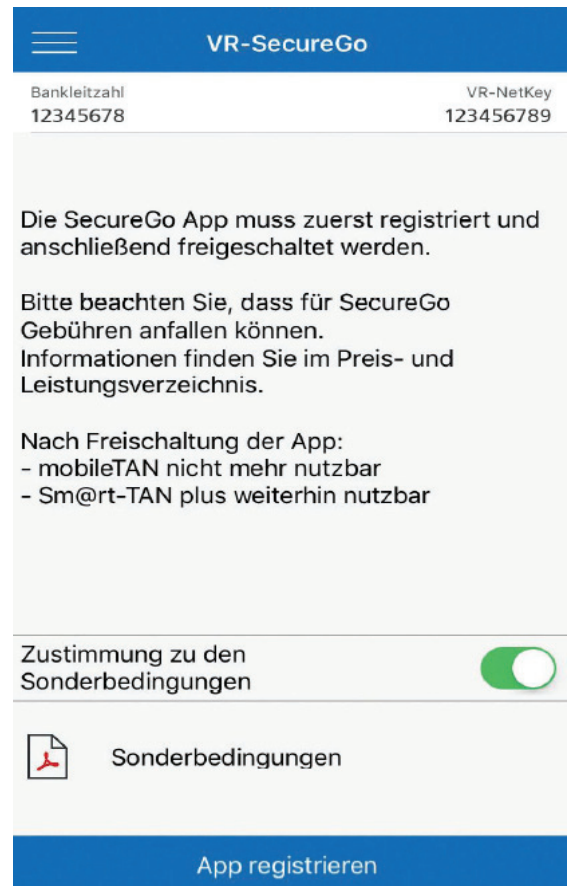 VR-SecureGo
Bankleitzahl
VR-NetKey
12345678
123456789
Die SecureGo App muss zuerst registriert und
anschließend freigeschaltet werden.
Bitte beachten Sie, dass für SecureGo
Gebühren anfallen können.
Informationen finden Sie im Preis- und
Leistungsverzeichnis.
Nach Freischaltung der App:
- mobileTAN nicht mehr nutzbar
- Sm@rt-TAN plus weiterhin nutzbar
Zustimmung zu den
Sonderbedingungen
Sonderbedingungen
App registrieren